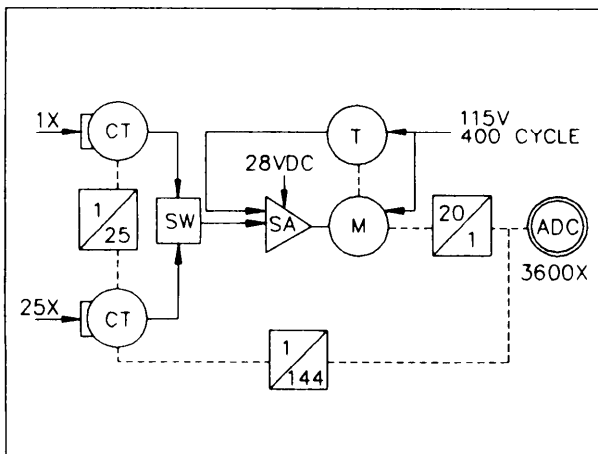 1X
CT
T
115V
400 CYCLE
28VDC
1
25
SW
SA
M
20
1
ADC
3600X
25X
CT
1
144